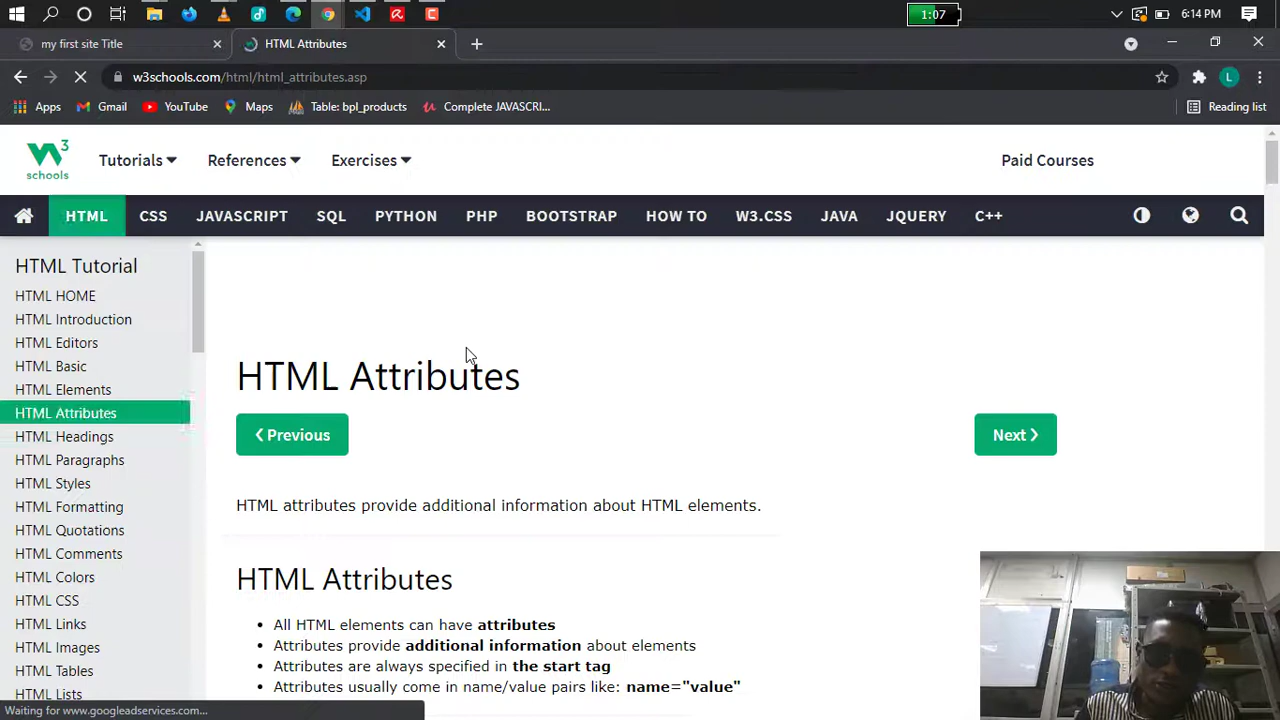 1:07
6:14 PM
my first site Title
HTML Attributes
w3schools.com/html/html_attributes.asp
L
Apps
Gmail
YouTube
Maps
Table: bpl_products
Complete JAVASCRI...
Reading list
W3 schools
Tutorials
References
Exercises
Paid Courses
HTML
CSS
JAVASCRIPT
SQL
PYTHON
PHP
BOOTSTRAP
HOW TO
W3.CSS
JAVA
JQUERY
C++
HTML Tutorial
HTML HOME
HTML Introduction
HTML Editors
HTML Basic
HTML Elements
HTML Attributes
HTML Headings
HTML Paragraphs
HTML Styles
HTML Formatting
HTML Quotations
HTML Comments
HTML Colors
HTML CSS
HTML Links
HTML Images
HTML Tables
HTML Lists
HTML Attributes
❮ Previous
Next ❯
HTML attributes provide additional information about HTML elements.
HTML Attributes
• All HTML elements can have attributes
• Attributes provide additional information about elements
• Attributes are always specified in the start tag
• Attributes usually come in name/value pairs like: name="value"
Waiting for www.googleadservices.com...